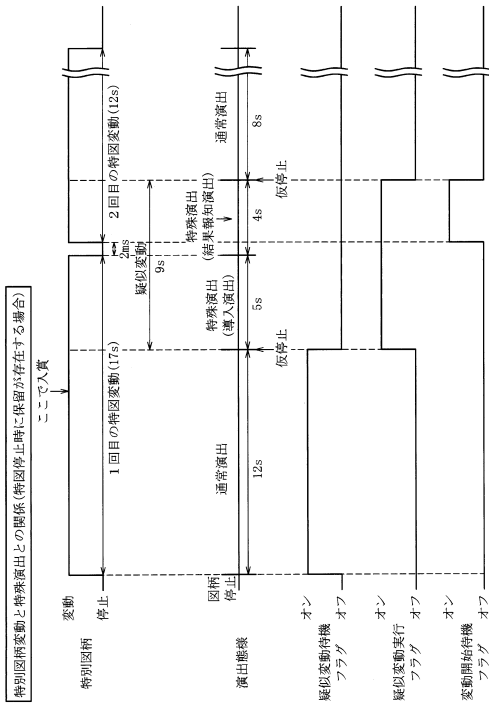 特別図柄変動と特殊演出との関係(特図停止時に保留が存在する場合)
ここで入賞
変動
停止
特別図柄
1回目の特図変動(17s)
2ms
2回目の特図変動(12s)
疑似変動
9s
図柄
停止
演出態様
通常演出
12s
特殊演出
(導入演出)
5s
特殊演出
(結果報知演出)
4s
通常演出
8s
仮停止
仮停止
オン
オフ
疑似変動待機
フラグ
オン
オフ
疑似変動実行
フラグ
オン
オフ
変動開始待機
フラグ